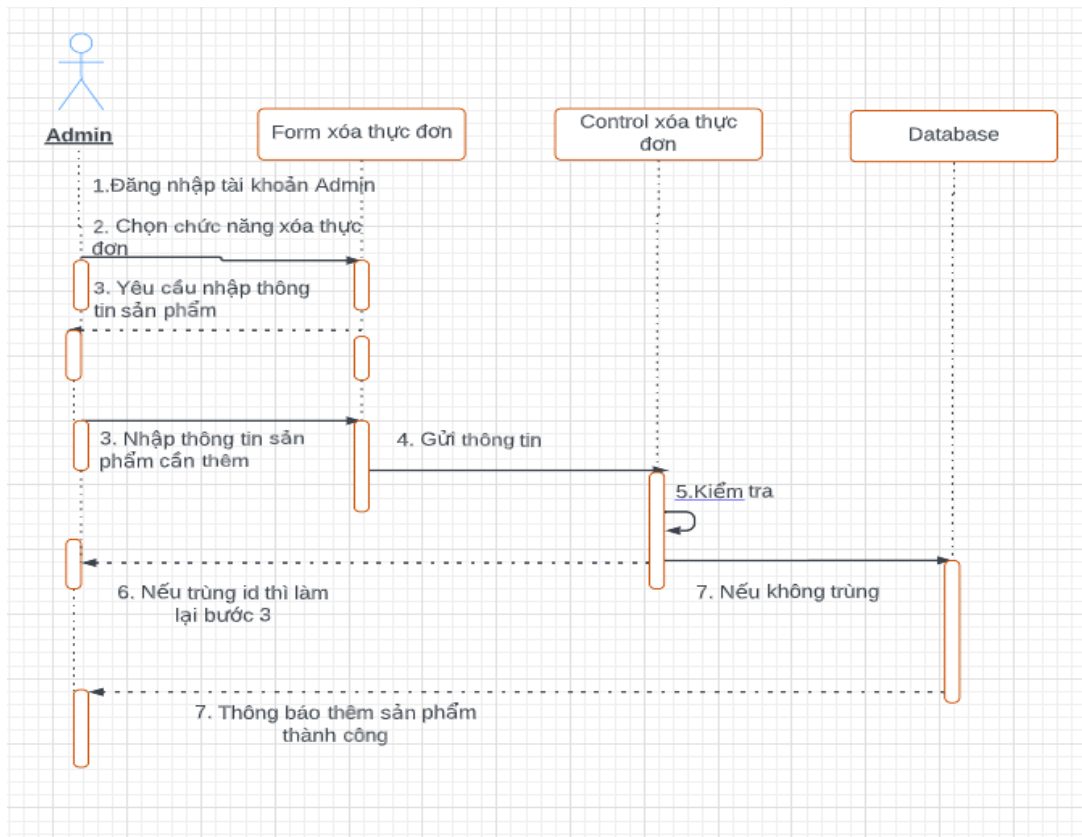 Admin
Form xóa thực đơn
Control xóa thực
đơn
Database
1.Đăng nhập tài khoản Admin
2. Chọn chức năng xóa thực
đơn
3. Yêu cầu nhập thông
tin sản phẩm
3. Nhập thông tin sản
phẩm cần thêm
4. Gửi thông tin
5.Kiểm tra
6. Nếu trùng id thì làm
lại bước 3
7. Nếu không trùng
7. Thông báo thêm sản phẩm
thành công